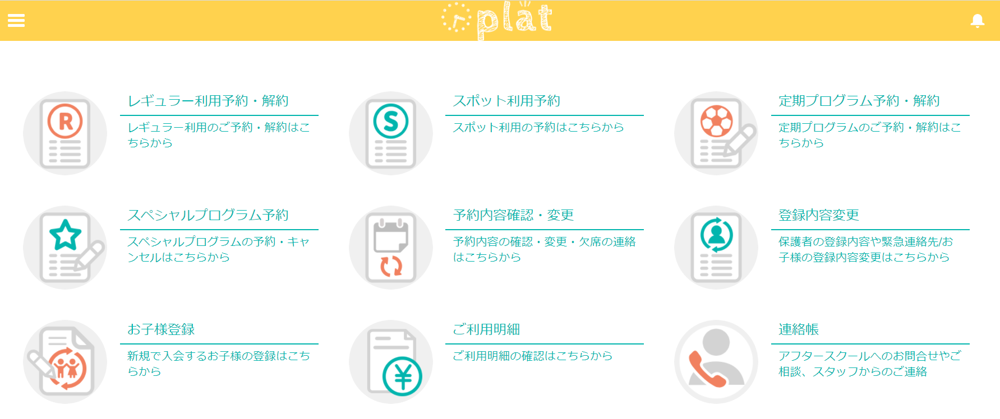 plat
レギュラー利用予約・解約
レギュラー利用のご予約・解約はこ
ちらから
スポット利用予約
スポット利用の予約はこちらから
定期プログラム予約・解約
定期プログラムのご予約・解約はこ
ちらから
スペシャルプログラム予約
スペシャルプログラムの予約・キャ
ンセルはこちらから
予約内容確認・変更
予約内容の確認・変更・欠席の連絡
はこちらから
登録内容変更
保護者の登録内容や緊急連絡先/お
子様の登録内容変更はこちらから
お子様登録
新規で入会するお子様の登録はこち
らから
ご利用明細
ご利用明細の確認はこちらから
連絡帳
アフタースクールへのお問合せやご
相談、スタッフからのご連絡
R
S
¥